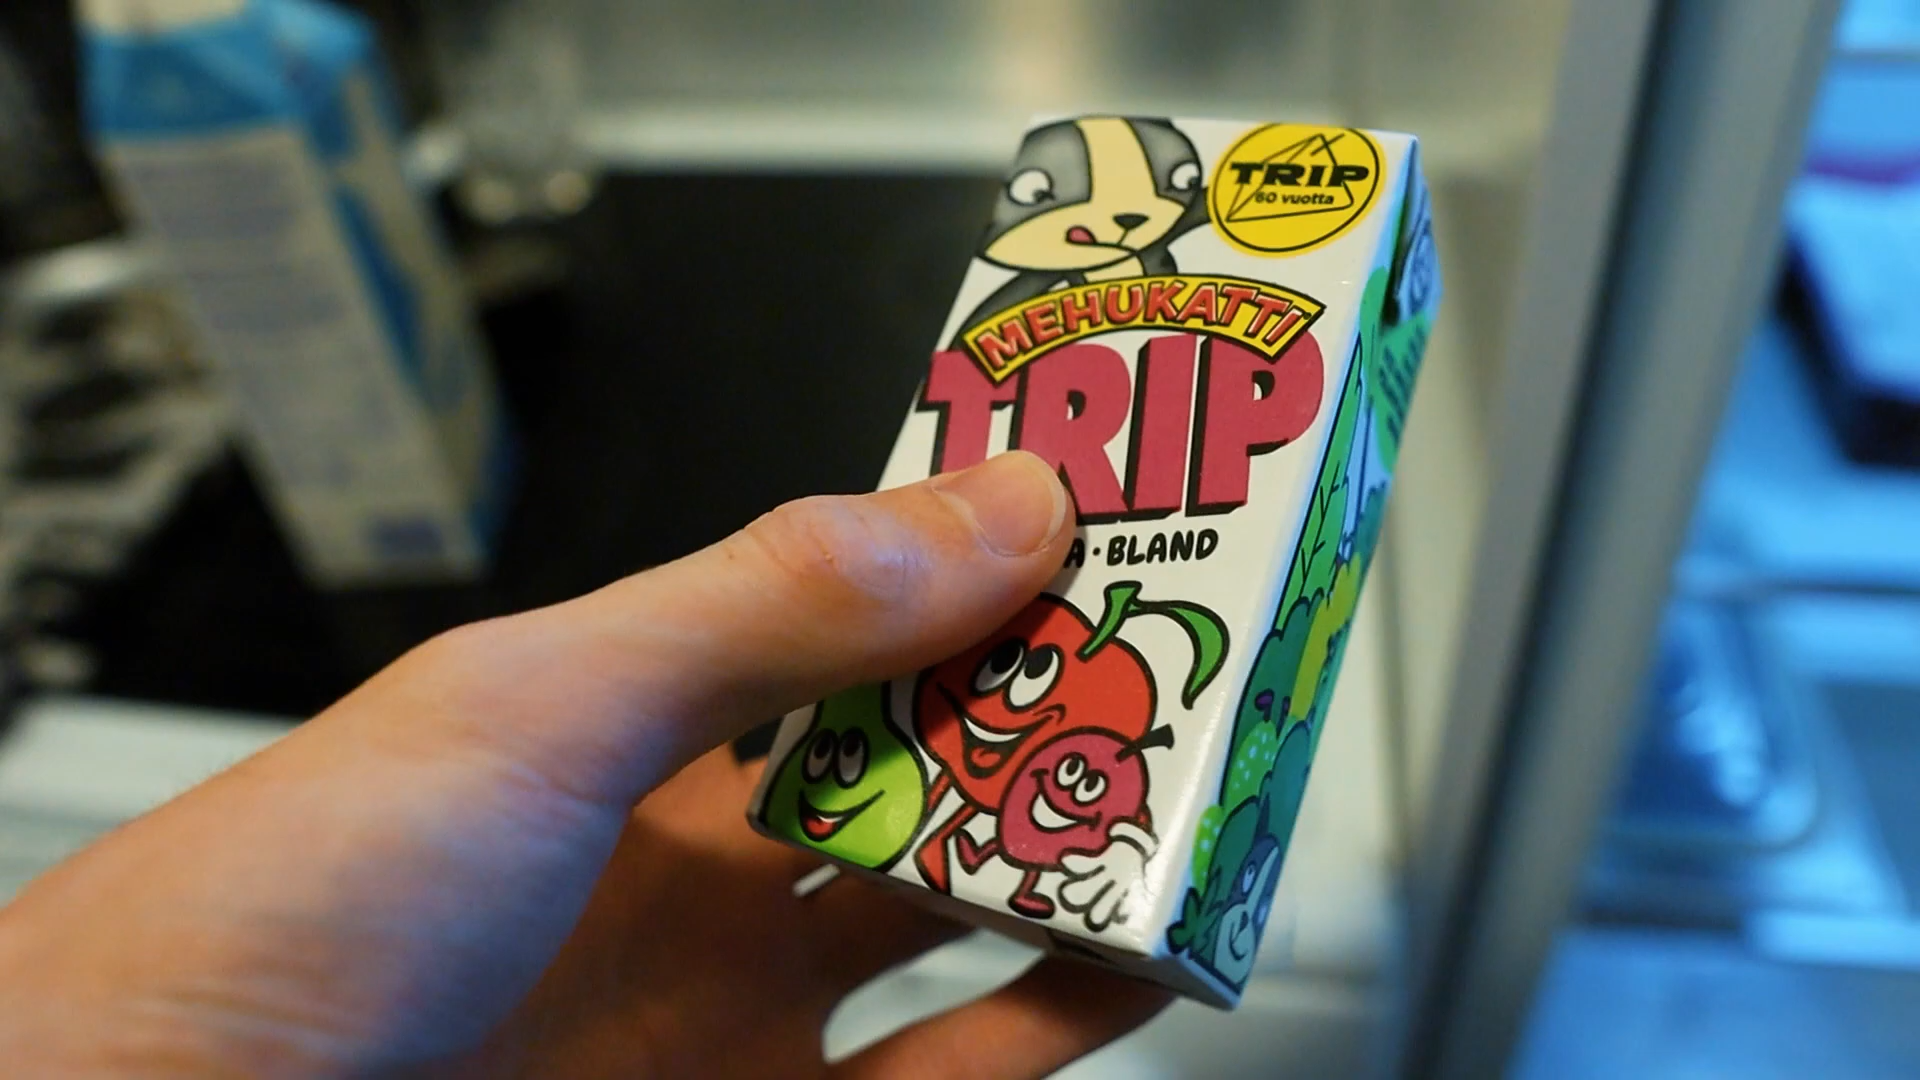 TRIP
60 vuotta
MEHUKATTI
TRIP
A · BLAND